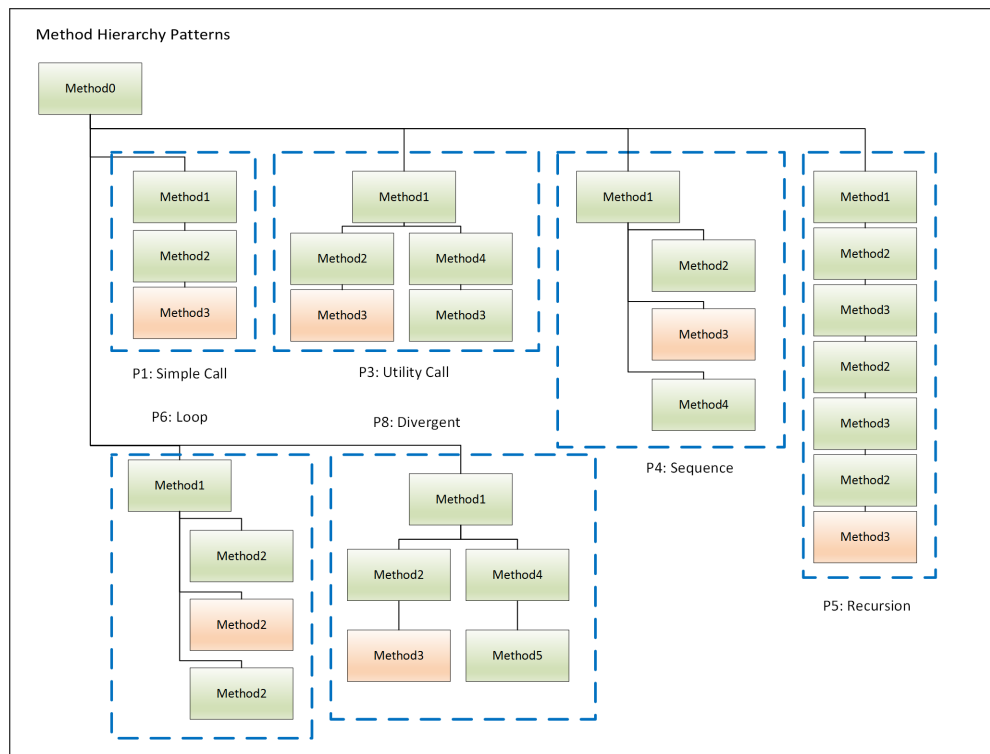 Method Hierarchy Patterns
Method0
Method1
Method2
Method3
P1: Simple Call
Method1
Method2
Method4
Method3
Method3
P3: Utility Call
Method1
Method2
Method3
Method4
P4: Sequence
Method1
Method2
Method3
Method2
Method3
Method2
Method3
P5: Recursion
P6: Loop
Method1
Method2
Method2
Method2
P8: Divergent
Method1
Method2
Method4
Method3
Method5